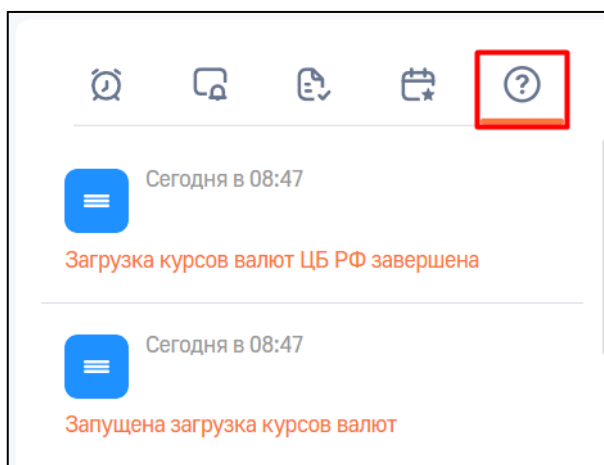 Сегодня в 08:47
Загрузка курсов валют ЦБ РФ завершена
Сегодня в 08:47
Запущена загрузка курсов валют